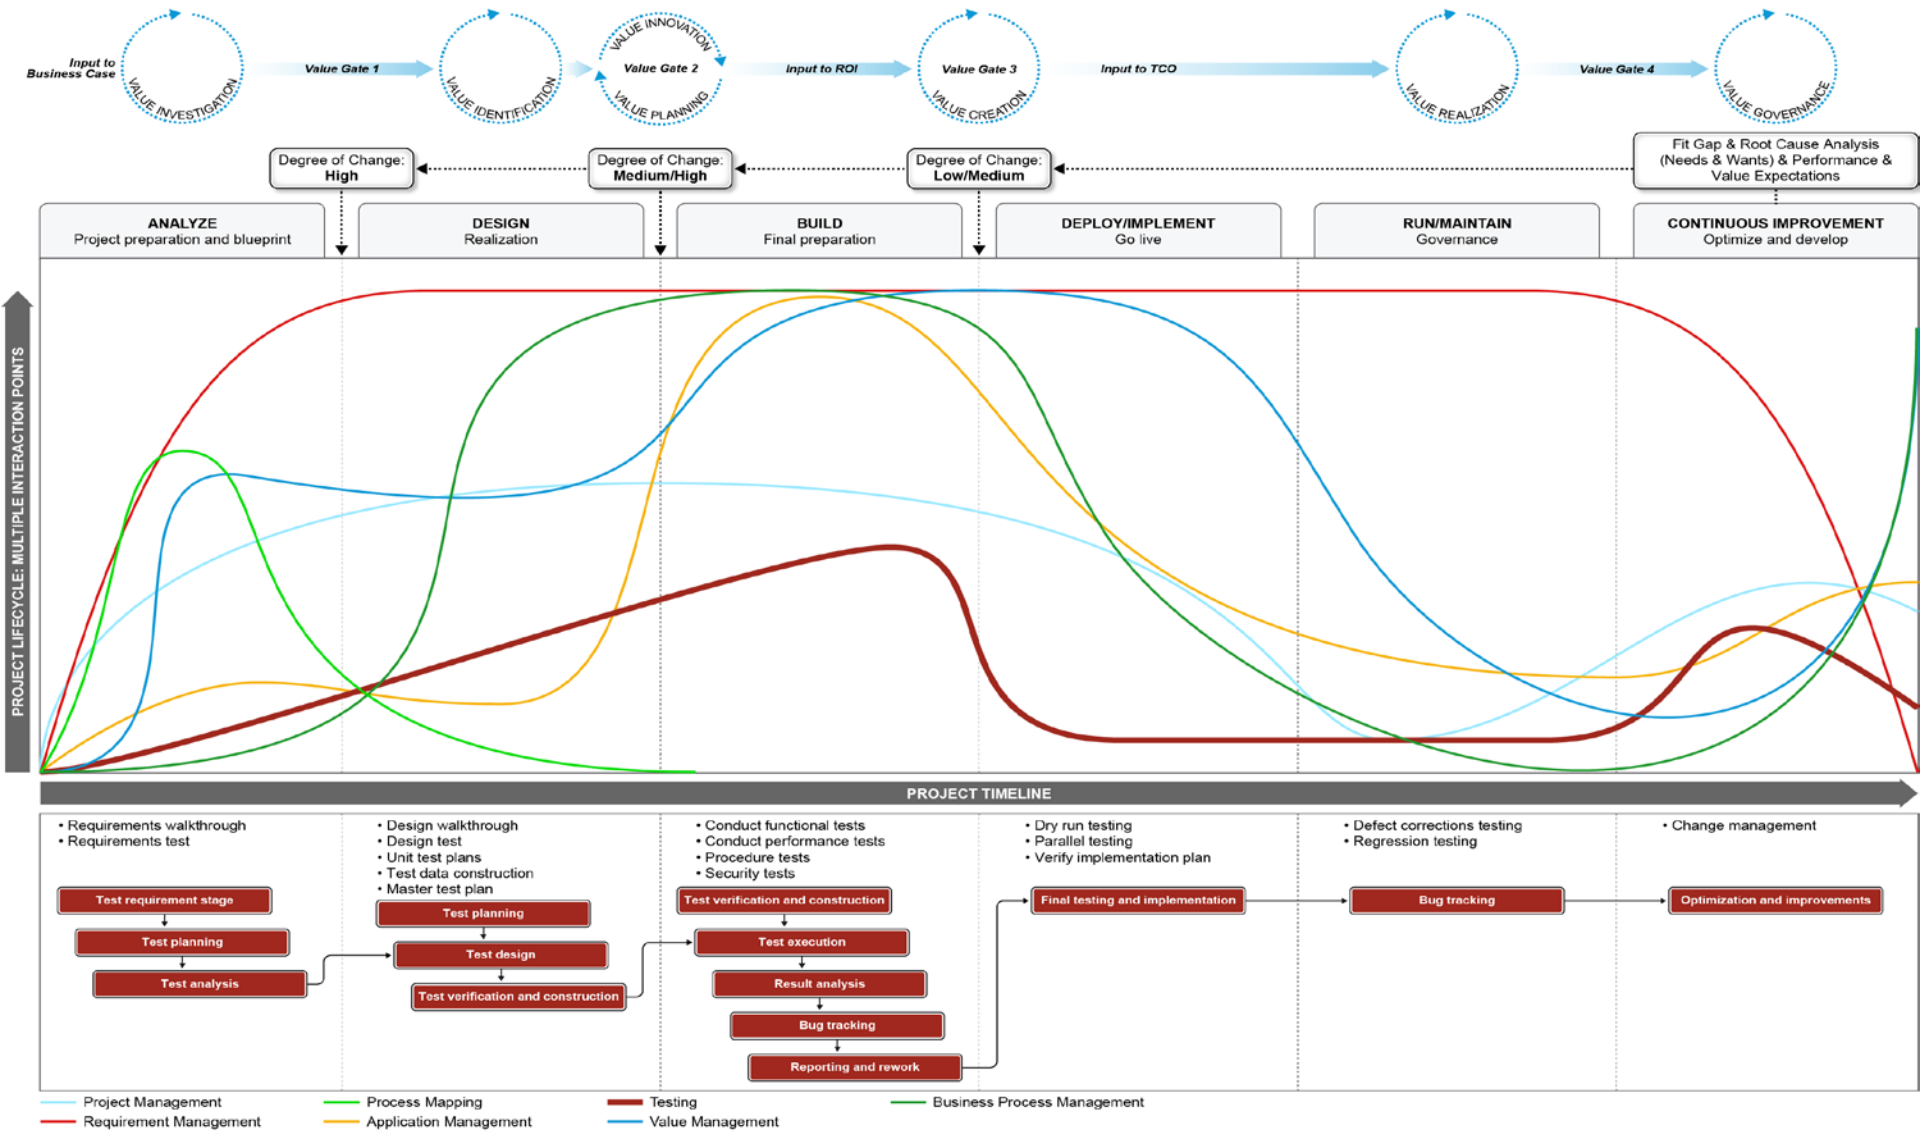 Input to
Business Case
VALUE INVESTIGATION
Value Gate 1
VALUE IDENTIFICATION
VALUE INNOVATION
Value Gate 2
VALUE PLANNING
Input to ROI
Value Gate 3
VALUE CREATION
Input to TCO
VALUE REALIZATION
Value Gate 4
VALUE GOVERNANCE
Degree of Change:
High
Degree of Change:
Medium/High
Degree of Change:
Low/Medium
Fit Gap & Root Cause Analysis
(Needs & Wants) & Performance &
Value Expectations
ANALYZE
Project preparation and blueprint
DESIGN
Realization
BUILD
Final preparation
DEPLOY/IMPLEMENT
Go live
RUN/MAINTAIN
Governance
CONTINUOUS IMPROVEMENT
Optimize and develop
PROJECT LIFECYCLE: MULTIPLE INTERACTION POINTS
PROJECT TIMELINE
• Requirements walkthrough
• Requirements test
Test requirement stage
Test planning
Test analysis
• Design walkthrough
• Design test
• Unit test plans
• Test data construction
• Master test plan
Test planning
Test design
Test verification and construction
• Conduct functional tests
• Conduct performance tests
• Procedure tests
• Security tests
Test verification and construction
Test execution
Result analysis
Bug tracking
Reporting and rework
• Dry run testing
• Parallel testing
• Verify implementation plan
Final testing and implementation
• Defect corrections testing
• Regression testing
Bug tracking
• Change management
Optimization and improvements
Project Management
Process Mapping
Testing
Business Process Management
Requirement Management
Application Management
Value Management